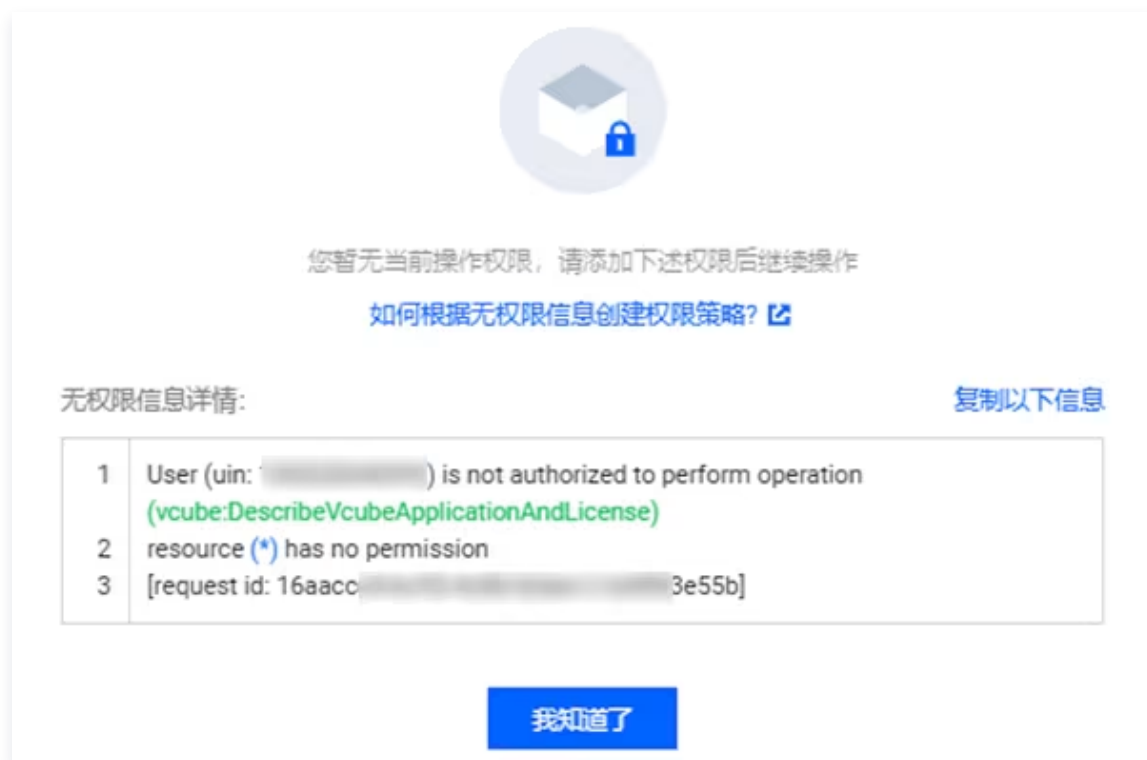 您暂无当前操作权限，请添加下述权限后继续操作
如何根据无权限信息创建权限策略?
无权限信息详情:
复制以下信息
1 User (uin: ) is not authorized to perform operation
(vcube:DescribeVcubeApplicationAndLicense)
2 resource (*) has no permission
3 [request id: 16aacc 3e55b]
我知道了